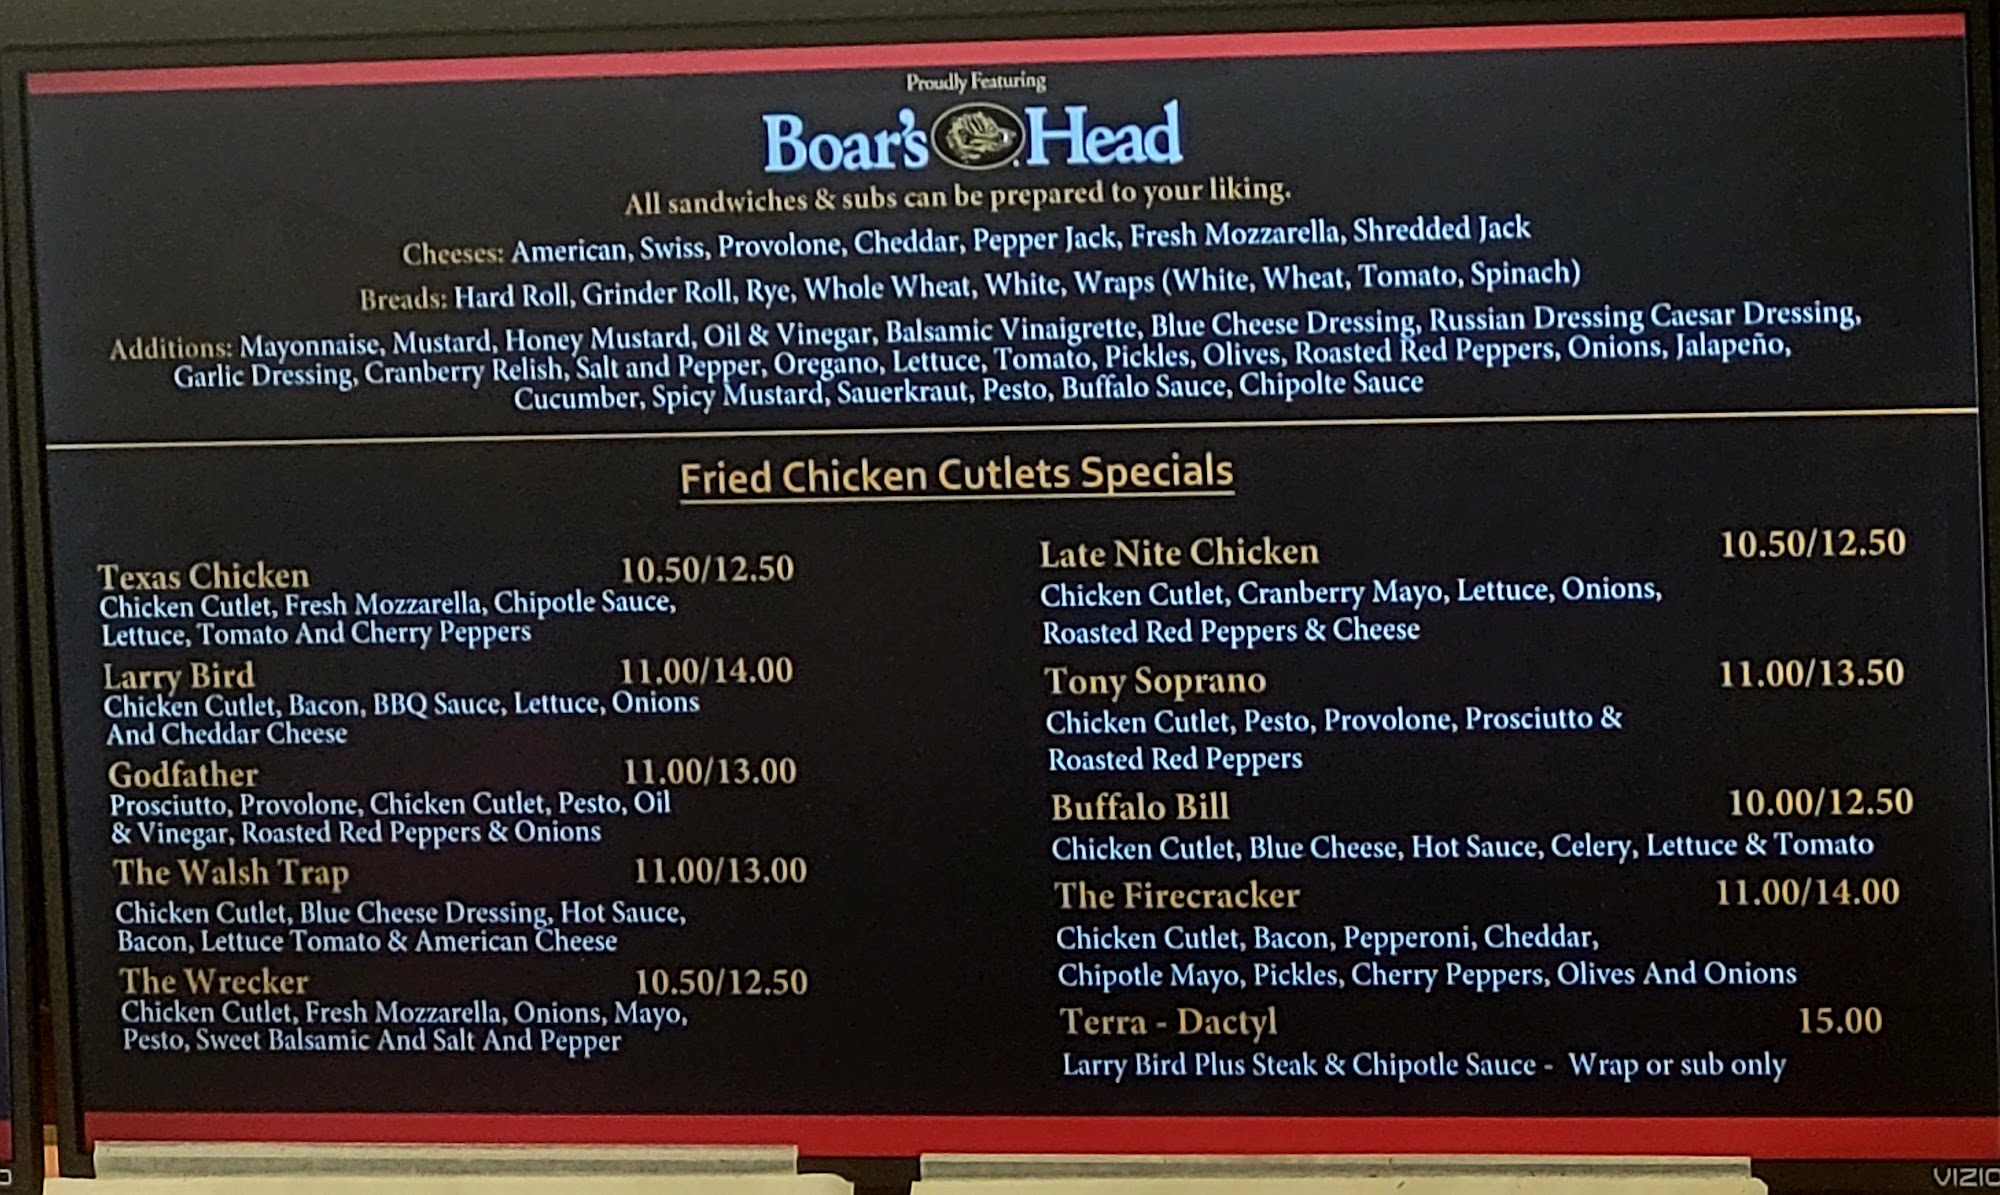 Proudly Featuring
Boar's Head
All sandwiches & subs can be prepared to your liking.
Cheeses: American, Swiss, Provolone, Cheddar, Pepper Jack, Fresh Mozzarella, Shredded Jack
Breads: Hard Roll, Grinder Roll, Rye, Whole Wheat, White, Wraps (White, Wheat, Tomato, Spinach)
Additions: Mayonnaise, Mustard, Honey Mustard, Oil & Vinegar, Balsamic Vinaigrette, Blue Cheese Dressing, Russian Dressing Caesar Dressing,
Garlic Dressing, Cranberry Relish, Salt and Pepper, Oregano, Lettuce, Tomato, Pickles, Olives, Roasted Red Peppers, Onions, Jalapeño,
Cucumber, Spicy Mustard, Sauerkraut, Pesto, Buffalo Sauce, Chipolte Sauce
Fried Chicken Cutlets Specials
Texas Chicken 10.50/12.50
Chicken Cutlet, Fresh Mozzarella, Chipotle Sauce,
Lettuce, Tomato And Cherry Peppers
Larry Bird 11.00/14.00
Chicken Cutlet, Bacon, BBQ Sauce, Lettuce, Onions
And Cheddar Cheese
Godfather 11.00/13.00
Prosciutto, Provolone, Chicken Cutlet, Pesto, Oil
& Vinegar, Roasted Red Peppers & Onions
The Walsh Trap 11.00/13.00
Chicken Cutlet, Blue Cheese Dressing, Hot Sauce,
Bacon, Lettuce Tomato & American Cheese
The Wrecker 10.50/12.50
Chicken Cutlet, Fresh Mozzarella, Onions, Mayo,
Pesto, Sweet Balsamic And Salt And Pepper
Late Nite Chicken 10.50/12.50
Chicken Cutlet, Cranberry Mayo, Lettuce, Onions,
Roasted Red Peppers & Cheese
Tony Soprano 11.00/13.50
Chicken Cutlet, Pesto, Provolone, Prosciutto &
Roasted Red Peppers
Buffalo Bill 10.00/12.50
Chicken Cutlet, Blue Cheese, Hot Sauce, Celery, Lettuce & Tomato
The Firecracker 11.00/14.00
Chicken Cutlet, Bacon, Pepperoni, Cheddar,
Chipotle Mayo, Pickles, Cherry Peppers, Olives And Onions
Terra - Dactyl 15.00
Larry Bird Plus Steak & Chipotle Sauce - Wrap or sub only
VIZIO